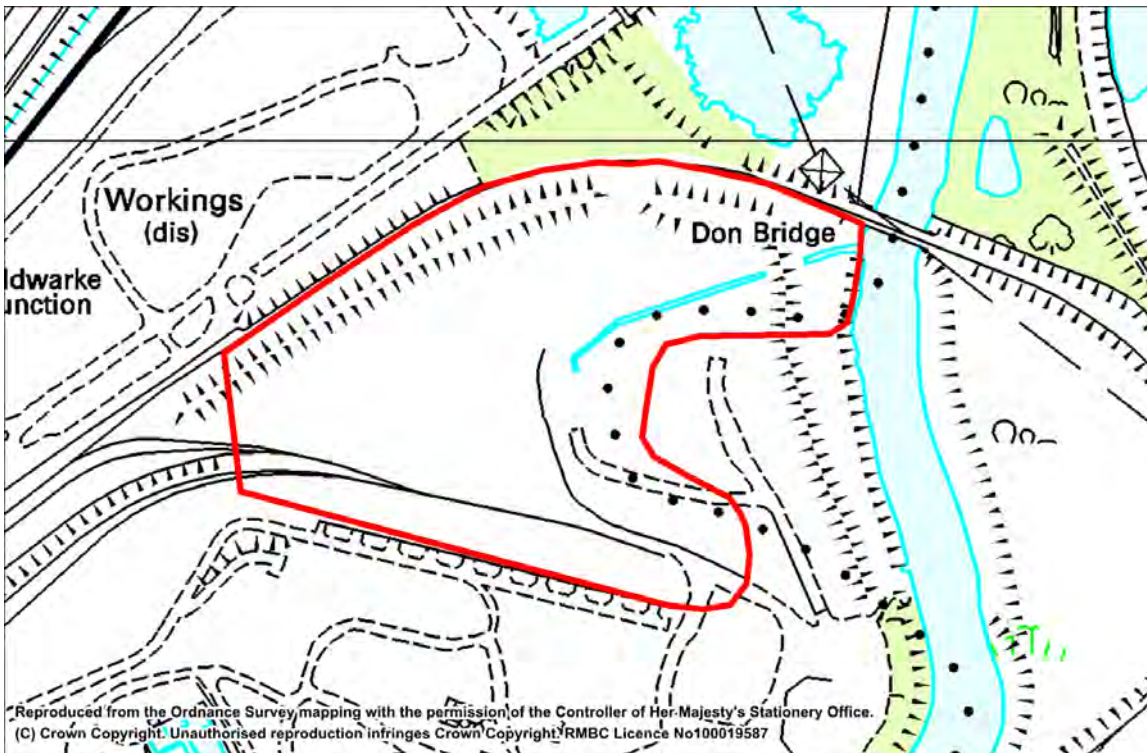 Workings
(dis)
Don Bridge
ldwarke
unction
Reproduced from the Ordnance Survey mapping with the permission of the Controller of Her Majesty's Stationery Office.
(C) Crown Copyright. Unauthorised reproduction infringes Crown Copyright. RMBC Licence No100019587